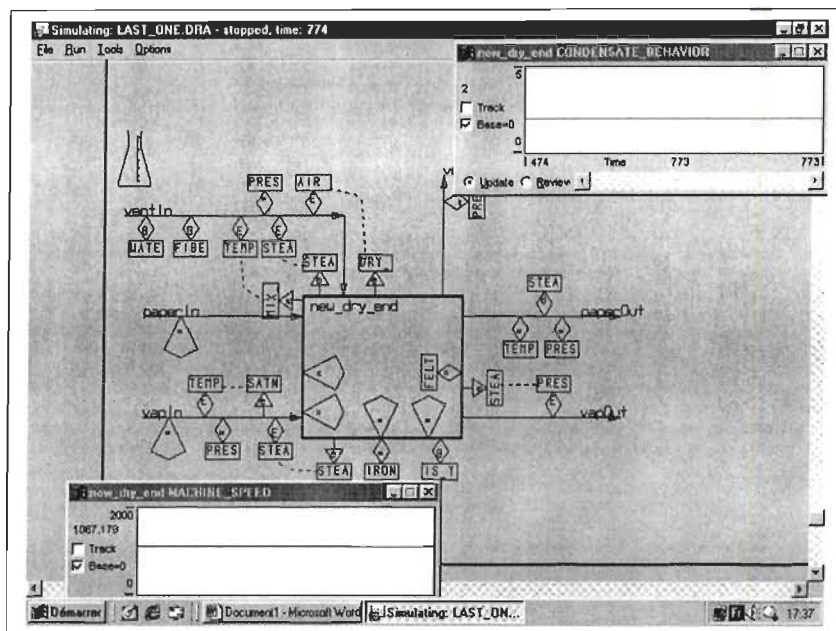 Simulating: LAST_ONE.DRA - stopped, time: 774
File Run Tools Options
new_dry_end CONDENSATE_BEHAVIOR
5
2
Track
Base=0
0
474 Time 773 773
Update Review
PRES AIR
ventIn
WATE FIBE TEMP STEA
STEA DRY_
PRE
MIX
new_dry_end
paperIn
STEA
paperOut
TEMP PRES
FELT
STEA
PRES
TEMP SATN
vapIn
vapOut
PRES STEA
STEA IRON IS_T
new_dry_end MACHINE_SPEED
2000
1067,179
Track
Base=0
0
Démarrer Document1 - Microsoft Word Simulating: LAST_ON... 17:37